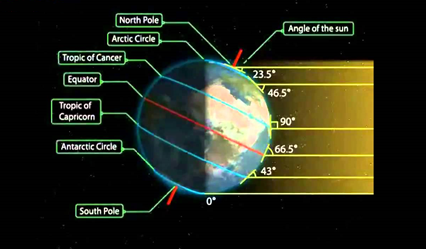 North Pole
Angle of the sun
Arctic Circle
Tropic of Cancer
23.5°
Equator
46.5°
Tropic of
Capricorn
90°
Antarctic Circle
66.5°
43°
South Pole
0°